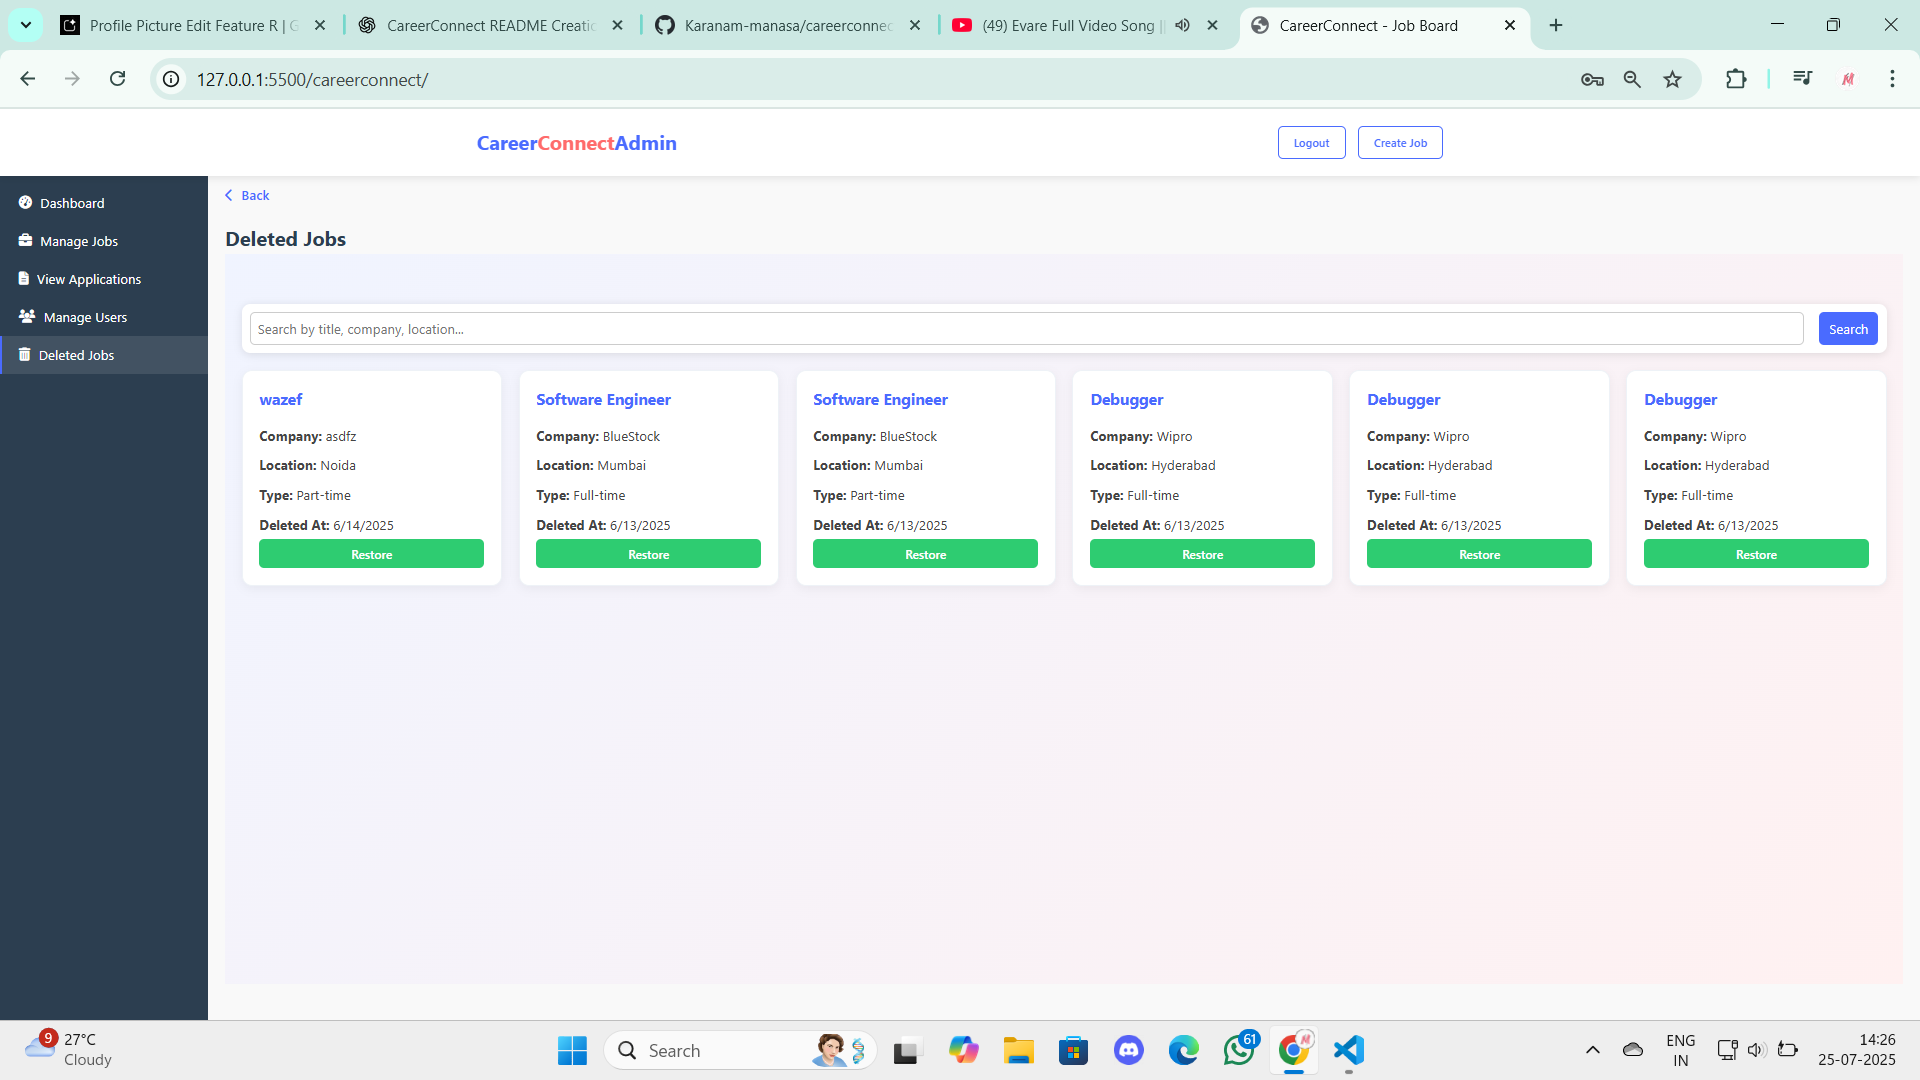 Profile Picture Edit Feature R | G
CareerConnect README Creatic
Karanam-manasa/careerconnec
(49) Evare Full Video Song ||
CareerConnect - Job Board
127.0.0.1:5500/careerconnect/
CareerConnectAdmin
Logout
Create Job
Dashboard
Manage Jobs
View Applications
Manage Users
Deleted Jobs
Back
Deleted Jobs
Search by title, company, location...
Search
wazef
Company: asdfz
Location: Noida
Type: Part-time
Deleted At: 6/14/2025
Restore
Software Engineer
Company: BlueStock
Location: Mumbai
Type: Full-time
Deleted At: 6/13/2025
Restore
Software Engineer
Company: BlueStock
Location: Mumbai
Type: Part-time
Deleted At: 6/13/2025
Restore
Debugger
Company: Wipro
Location: Hyderabad
Type: Full-time
Deleted At: 6/13/2025
Restore
Debugger
Company: Wipro
Location: Hyderabad
Type: Full-time
Deleted At: 6/13/2025
Restore
Debugger
Company: Wipro
Location: Hyderabad
Type: Full-time
Deleted At: 6/13/2025
Restore
9
27°C
Cloudy
Search
61
ENG
IN
14:26
25-07-2025